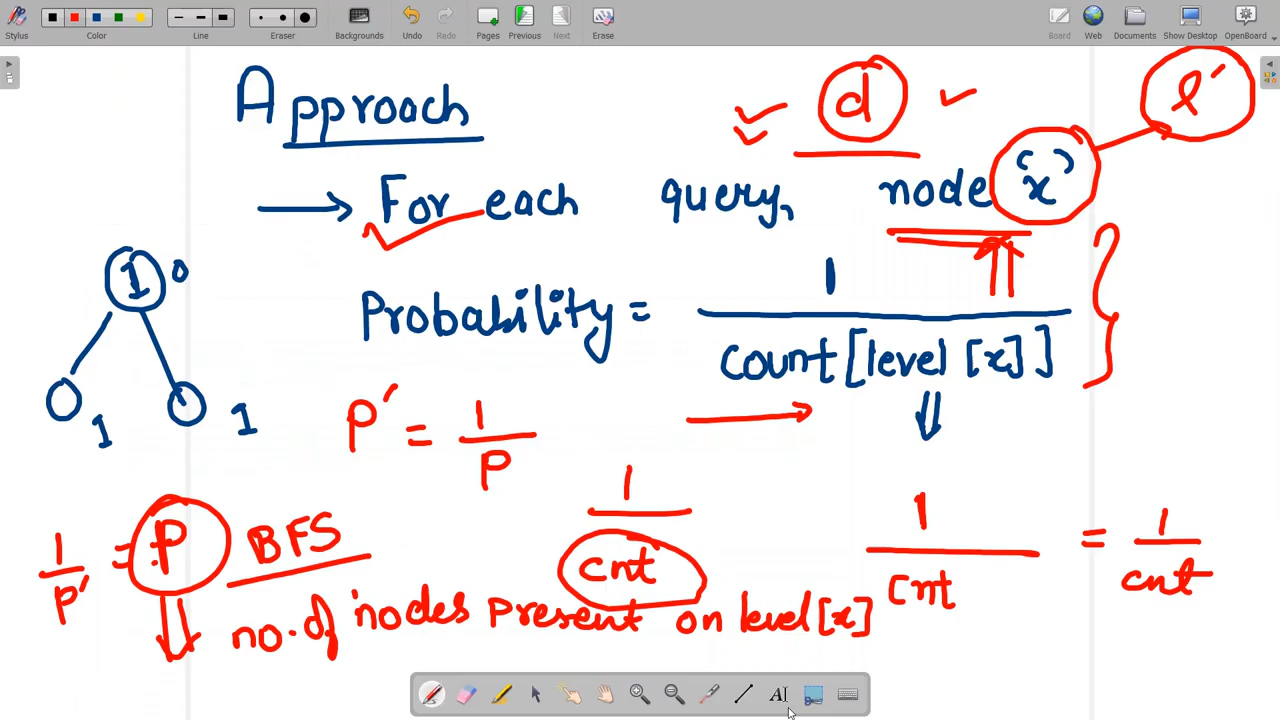 Stylus
Color
Line
Eraser
Backgrounds
Undo
Redo
Pages
Previous
Next
Erase
Board
Web
Documents
Show Desktop
OpenBoard
Approach
d
l'
→ For each query, node 'x'
1 0
Probability = 1 / count[level[x]]
1 1
P' = 1 / P
1 / P' = P
BFS
1 / cnt
1 / cnt = 1 / cnt
no. of nodes present on level[x]
AI